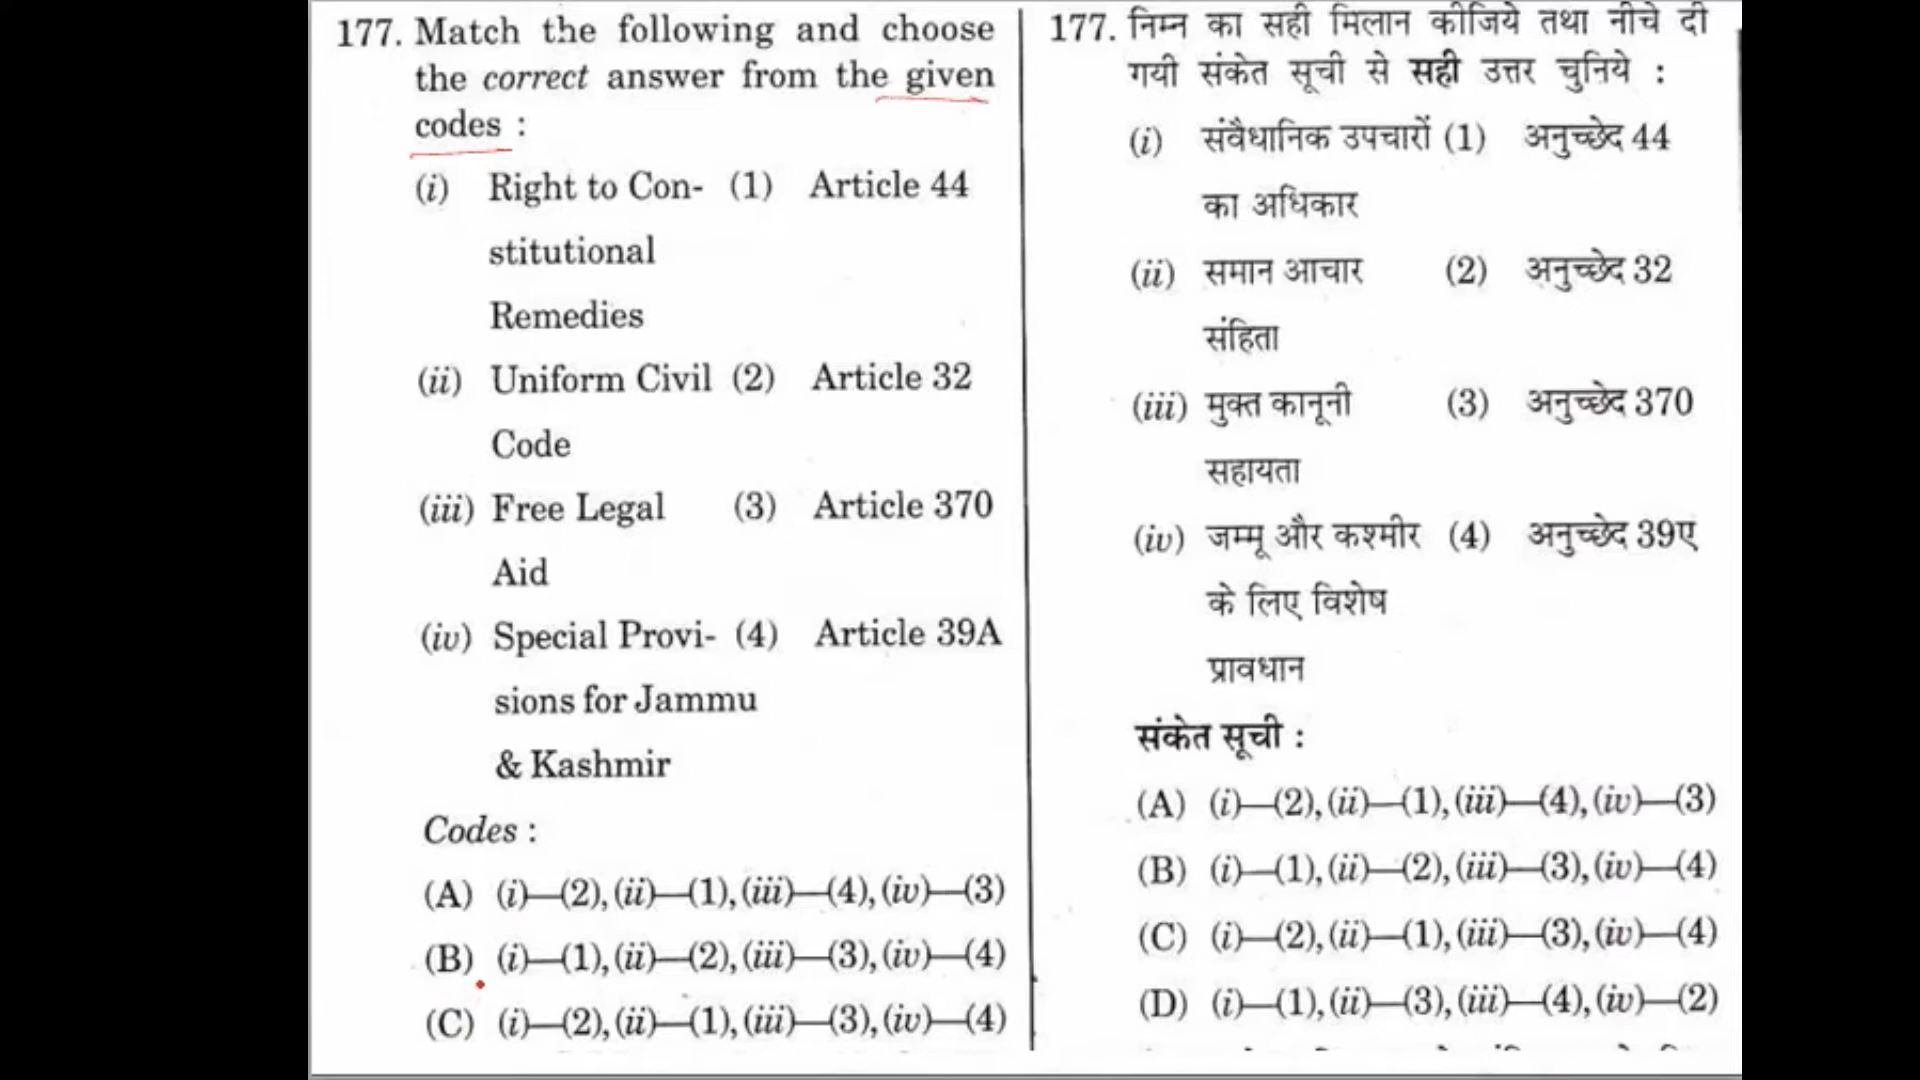 177. Match the following and choose
the correct answer from the given
codes :
(i) Right to Con- (1) Article 44
stitutional
Remedies
(ii) Uniform Civil (2) Article 32
Code
(iii) Free Legal (3) Article 370
Aid
(iv) Special Provi- (4) Article 39A
sions for Jammu
& Kashmir
Codes :
(A) (i)—(2), (ii)—(1), (iii)—(4), (iv)—(3)
(B) (i)—(1), (ii)—(2), (iii)—(3), (iv)—(4)
(C) (i)—(2), (ii)—(1), (iii)—(3), (iv)—(4)
177. निम्न का सही मिलान कीजिये तथा नीचे दी
गयी संकेत सूची से सही उत्तर चुनिये :
(i) संवैधानिक उपचारों (1) अनुच्छेद 44
का अधिकार
(ii) समान आचार (2) अनुच्छेद 32
संहिता
(iii) मुक्त कानूनी (3) अनुच्छेद 370
सहायता
(iv) जम्मू और कश्मीर (4) अनुच्छेद 39ए
के लिए विशेष
प्रावधान
संकेत सूची :
(A) (i)—(2), (ii)—(1), (iii)—(4), (iv)—(3)
(B) (i)—(1), (ii)—(2), (iii)—(3), (iv)—(4)
(C) (i)—(2), (ii)—(1), (iii)—(3), (iv)—(4)
(D) (i)—(1), (ii)—(3), (iii)—(4), (iv)—(2)